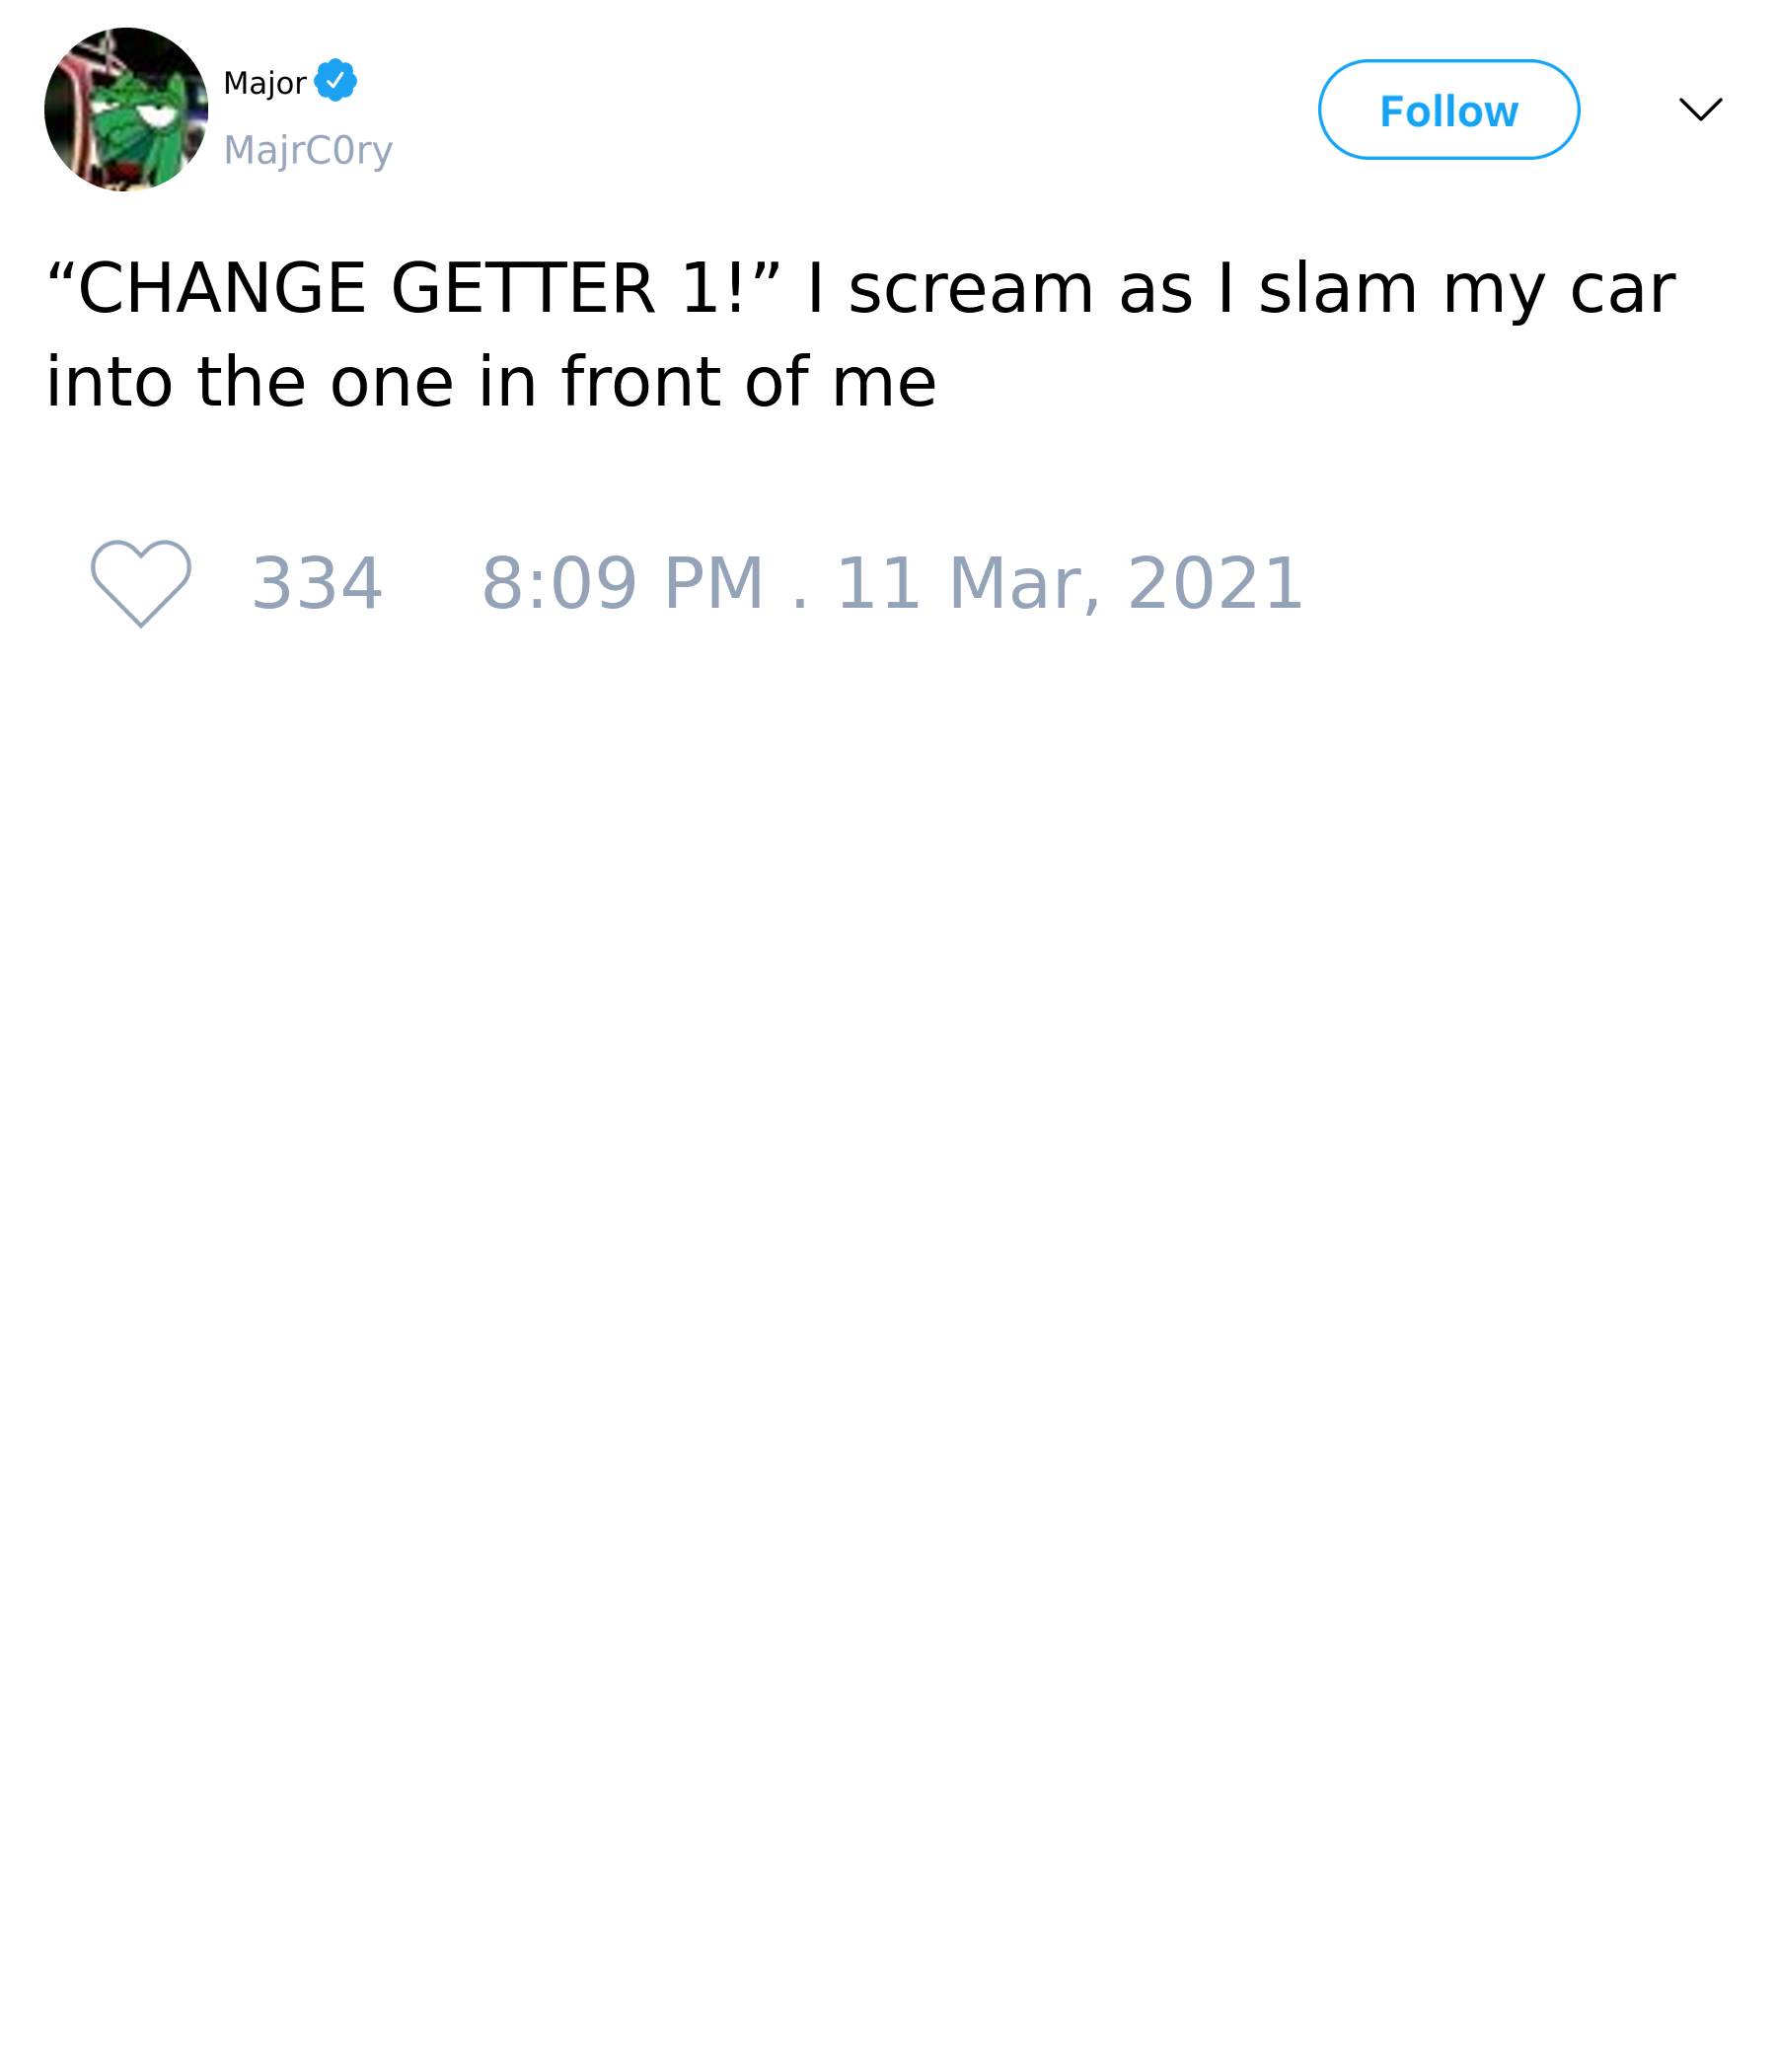 Major
MajrC0ry
Follow
“CHANGE GETTER 1!” I scream as I slam my car
into the one in front of me
334 8:09 PM . 11 Mar, 2021